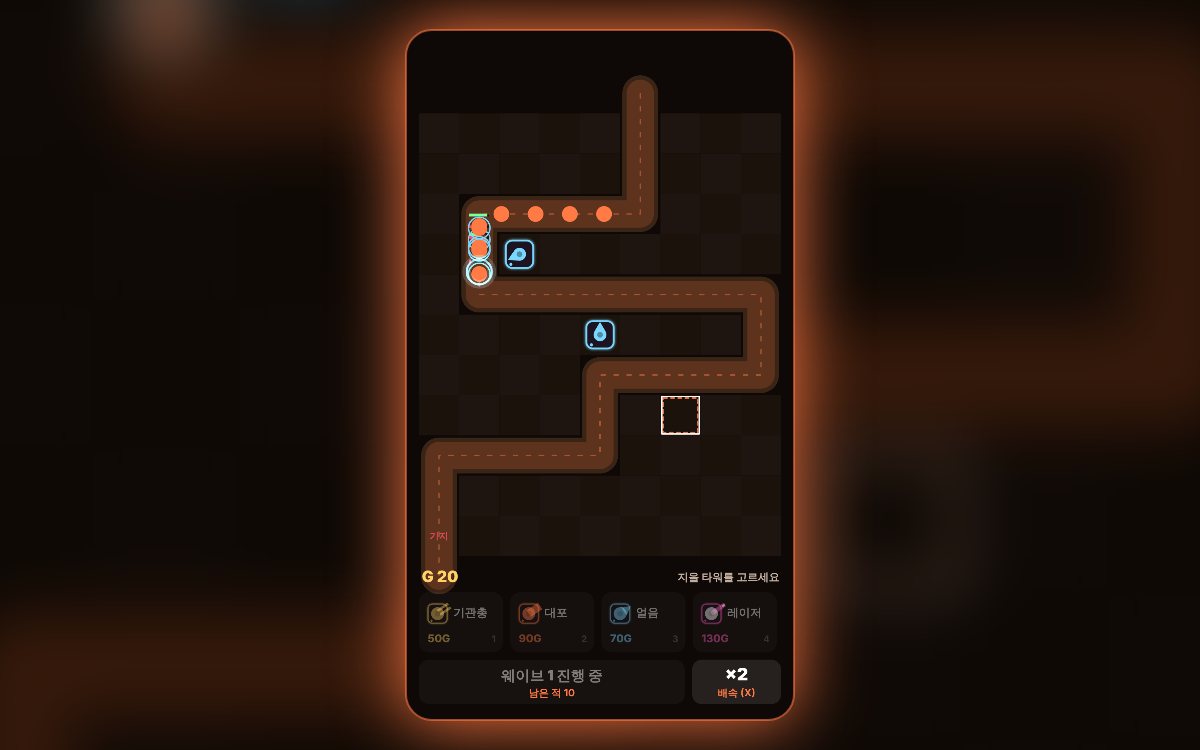 기지
G 20
지을 타워를 고르세요
기관총
50G
1
대포
90G
2
얼음
70G
3
레이저
130G
4
웨이브 1 진행 중
남은 적 10
×2
배속 (X)